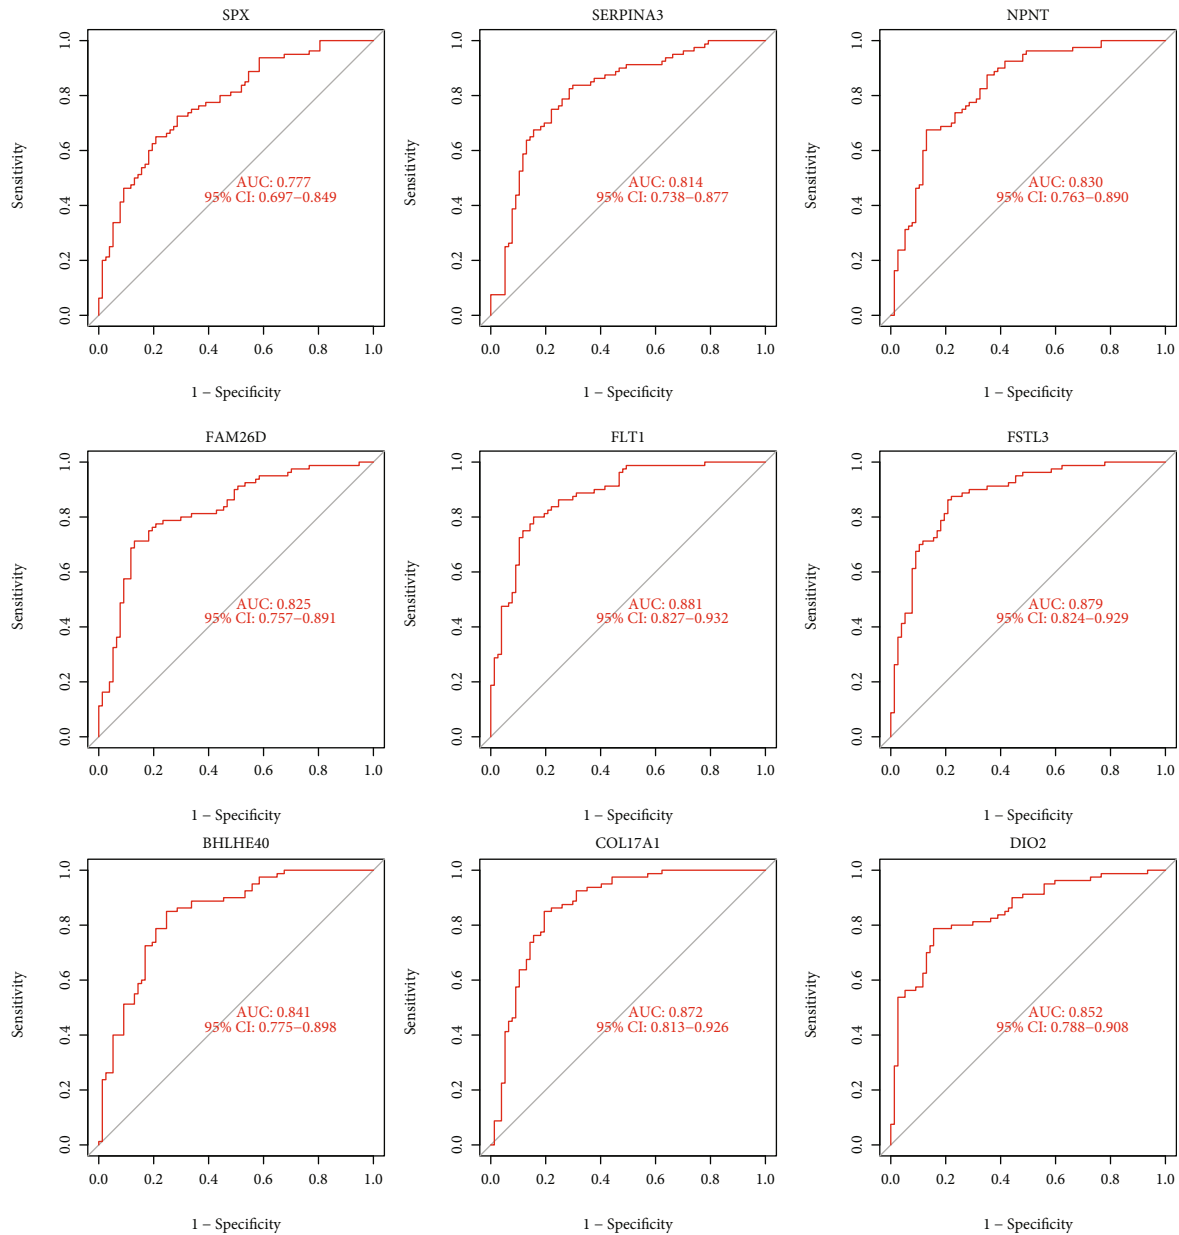 SPX
1.0
0.8
0.6
0.4
0.2
0.0
Sensitivity
AUC: 0.777
95% CI: 0.697–0.849
0.0 0.2 0.4 0.6 0.8 1.0
1 − Specificity
SERPINA3
1.0
0.8
0.6
0.4
0.2
0.0
Sensitivity
AUC: 0.814
95% CI: 0.738–0.877
0.0 0.2 0.4 0.6 0.8 1.0
1 − Specificity
NPNT
1.0
0.8
0.6
0.4
0.2
0.0
Sensitivity
AUC: 0.830
95% CI: 0.763–0.890
0.0 0.2 0.4 0.6 0.8 1.0
1 − Specificity
FAM26D
1.0
0.8
0.6
0.4
0.2
0.0
Sensitivity
AUC: 0.825
95% CI: 0.757–0.891
0.0 0.2 0.4 0.6 0.8 1.0
1 − Specificity
FLT1
1.0
0.8
0.6
0.4
0.2
0.0
Sensitivity
AUC: 0.881
95% CI: 0.827–0.932
0.0 0.2 0.4 0.6 0.8 1.0
1 − Specificity
FSTL3
1.0
0.8
0.6
0.4
0.2
0.0
Sensitivity
AUC: 0.879
95% CI: 0.824–0.929
0.0 0.2 0.4 0.6 0.8 1.0
1 − Specificity
BHLHE40
1.0
0.8
0.6
0.4
0.2
0.0
Sensitivity
AUC: 0.841
95% CI: 0.775–0.898
0.0 0.2 0.4 0.6 0.8 1.0
1 − Specificity
COL17A1
1.0
0.8
0.6
0.4
0.2
0.0
Sensitivity
AUC: 0.872
95% CI: 0.813–0.926
0.0 0.2 0.4 0.6 0.8 1.0
1 − Specificity
DIO2
1.0
0.8
0.6
0.4
0.2
0.0
Sensitivity
AUC: 0.852
95% CI: 0.788–0.908
0.0 0.2 0.4 0.6 0.8 1.0
1 − Specificity